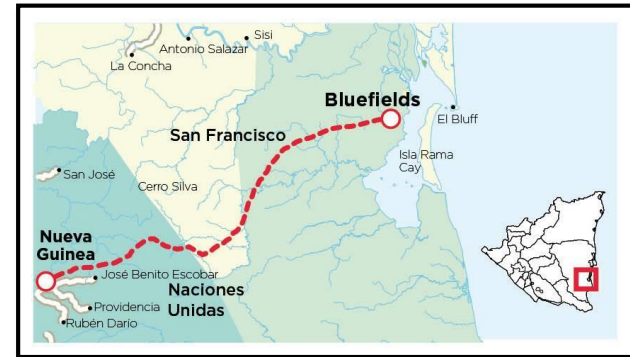 Sisi
Antonio Salazar
La Concha
Bluefields
El Bluff
San Francisco
Isla Rama
Cay
San José
Cerro Silva
Nueva
Guinea
José Benito Escobar
Naciones
Unidas
Providencia
Rubén Darío